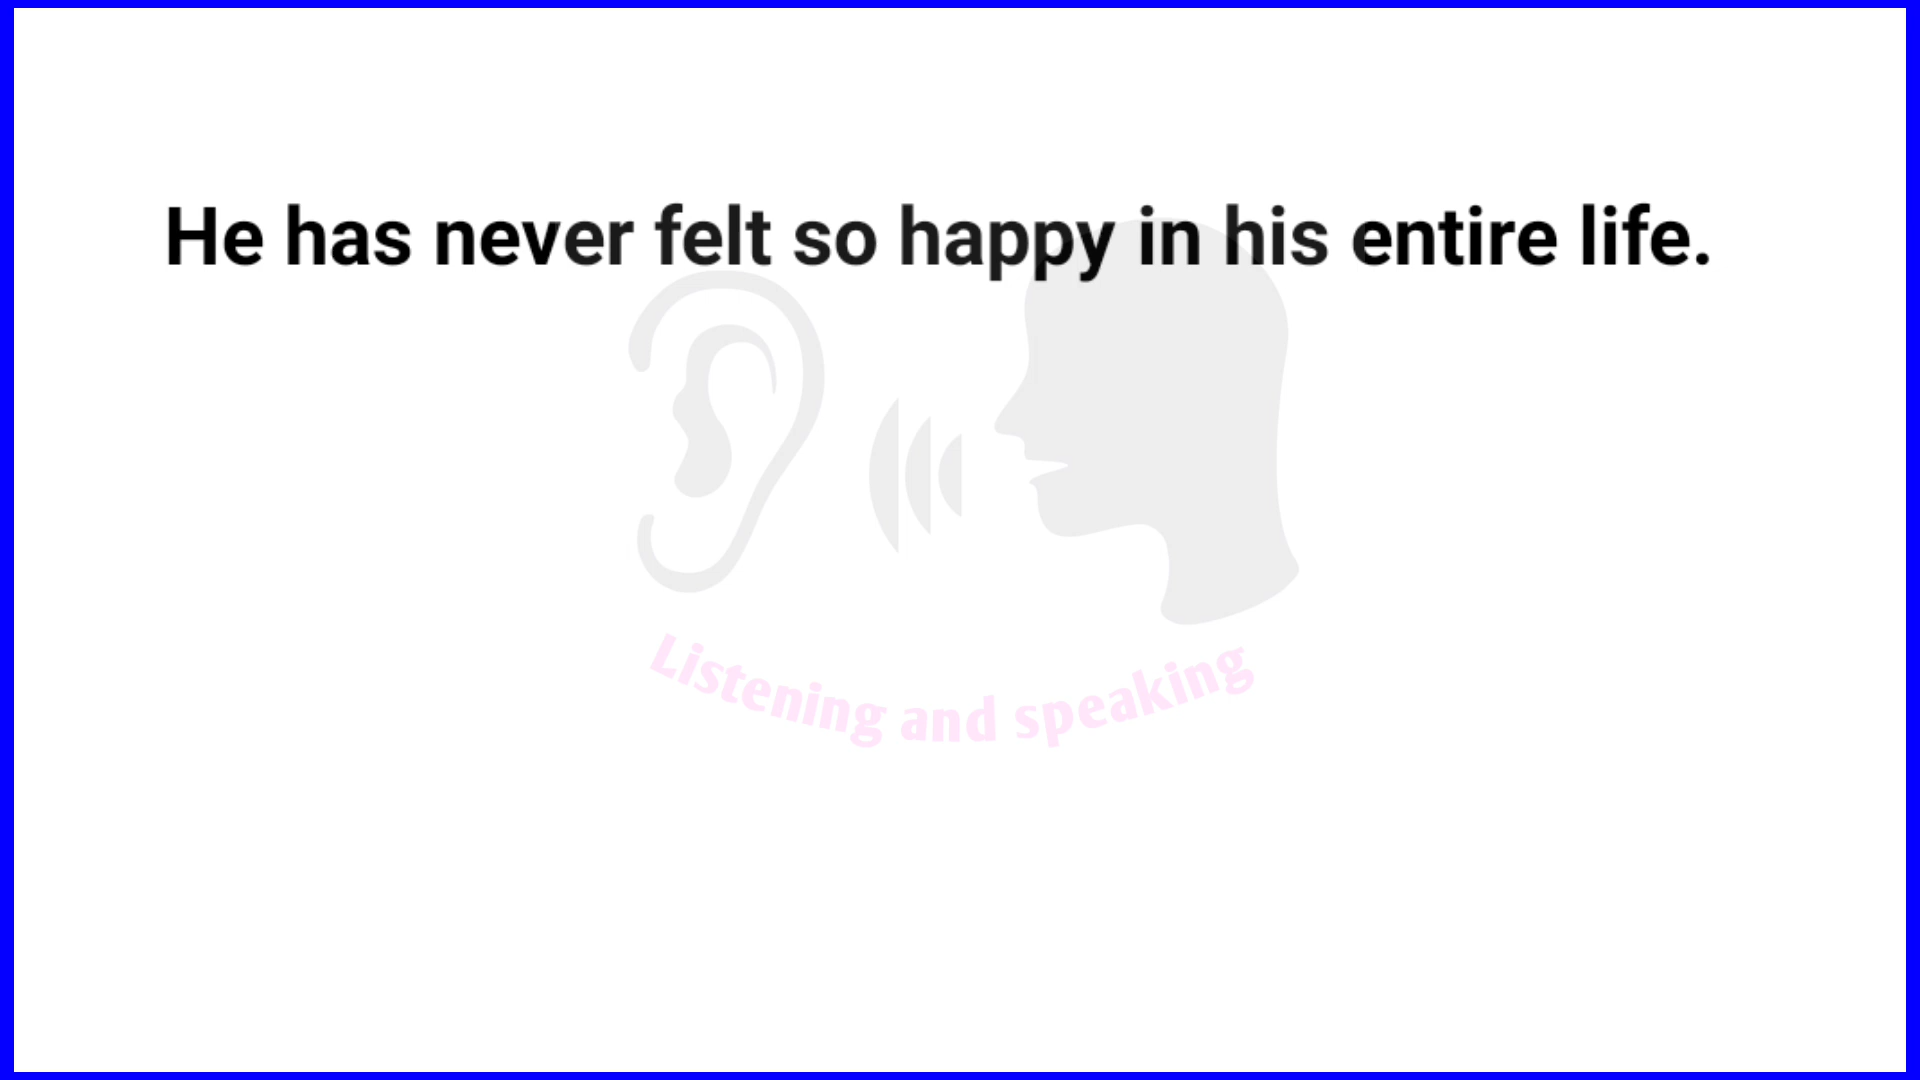 He has never felt so happy in his entire life.
Listening and speaking